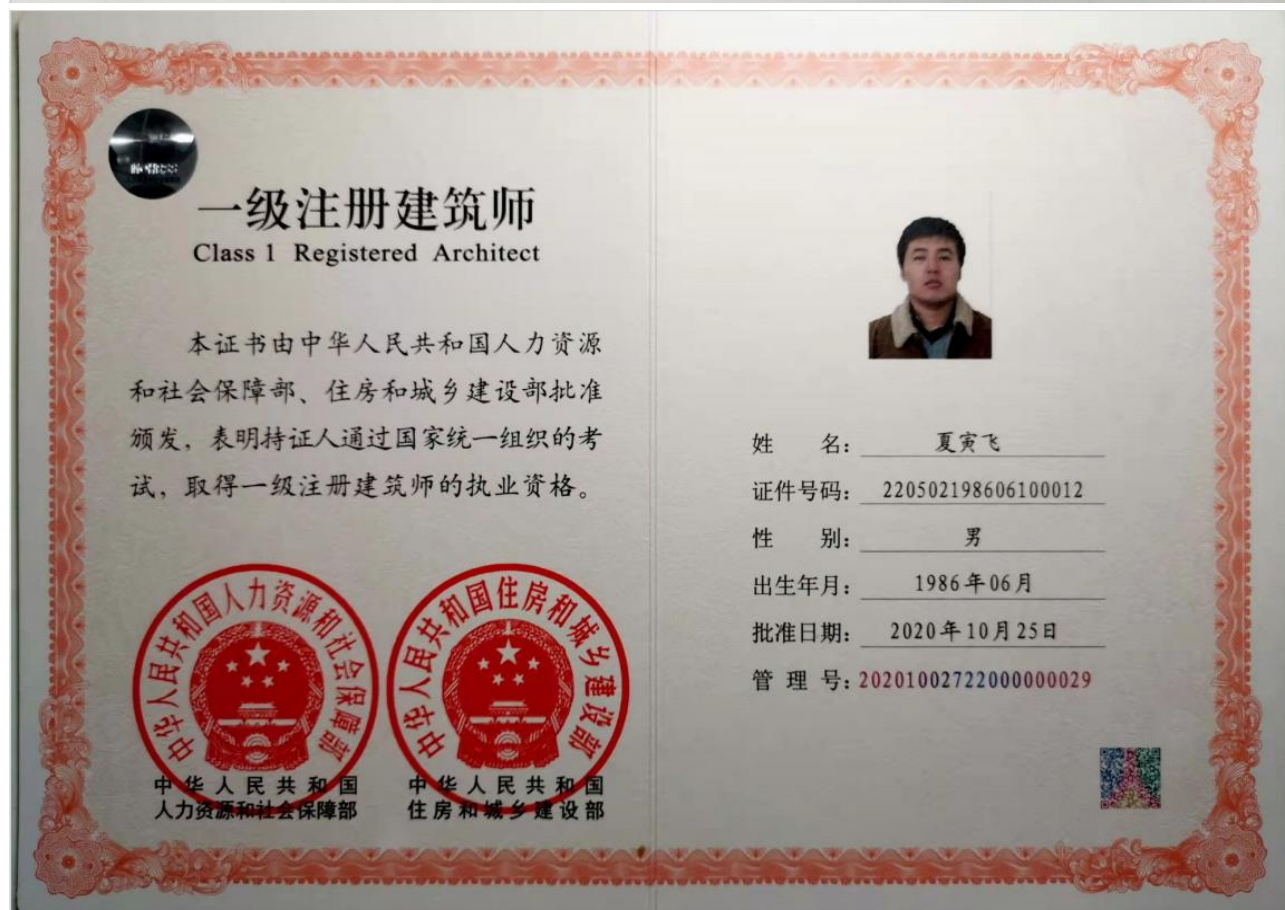 一级注册建筑师
Class 1 Registered Architect
本证书由中华人民共和国人力资源
和社会保障部、住房和城乡建设部批准
颁发,表明持证人通过国家统一组织的考
试,取得一级注册建筑师的执业资格。
中华人民共和国人力资源和社会保障部
中华人民共和国
人力资源和社会保障部
中华人民共和国住房和城乡建设部
中华人民共和国
住房和城乡建设部
姓 名: 夏寅飞
证件号码: 220502198606100012
性 别: 男
出生年月: 1986年06月
批准日期: 2020年10月25日
管 理 号: 20201002722000000029